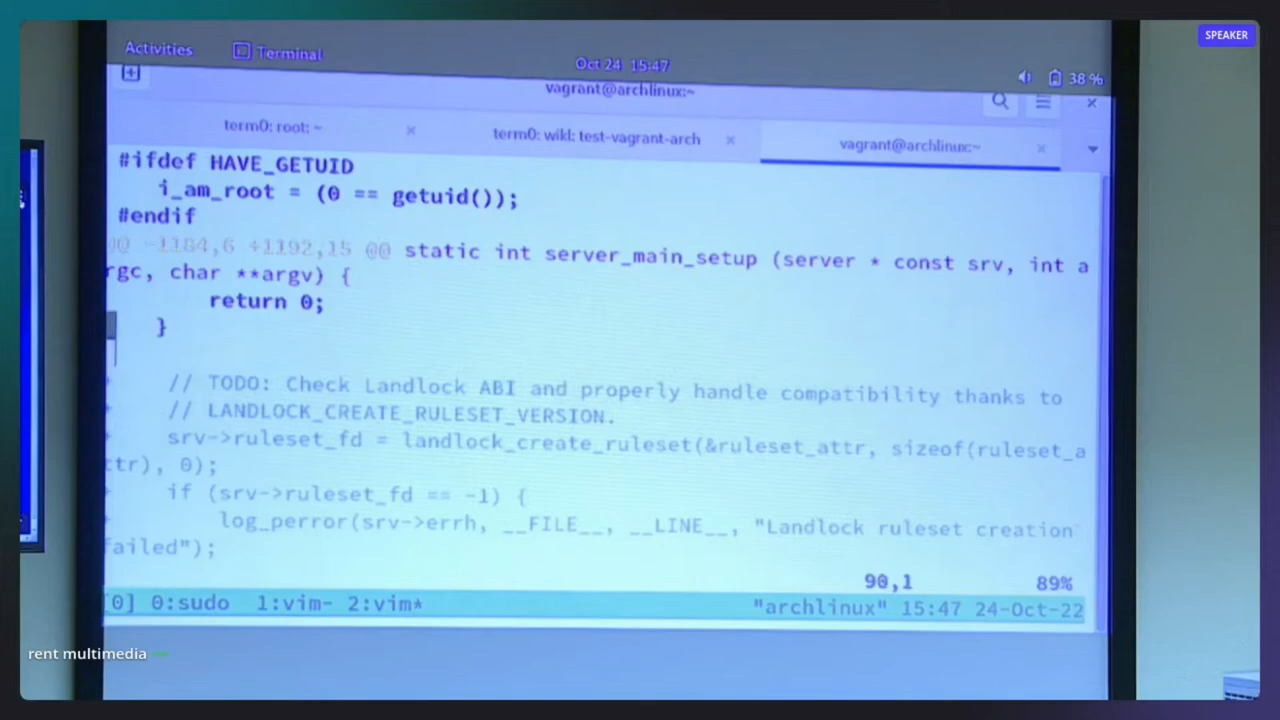 SPEAKER
Activities Terminal
Oct 24 15:47
38 %
vagrant@archlinux:~
term0: root: ~ × term0: wikl: test-vagrant-arch × vagrant@archlinux:~ ×
#ifdef HAVE_GETUID
i_am_root = (0 == getuid());
#endif
@@ -1184,6 +1192,15 @@ static int server_main_setup (server * const srv, int a
rgc, char **argv) {
return 0;
}
// TODO: Check Landlock ABI and properly handle compatibility thanks to
// LANDLOCK_CREATE_RULESET_VERSION.
srv->ruleset_fd = landlock_create_ruleset(&ruleset_attr, sizeof(ruleset_a
ttr), 0);
if (srv->ruleset_fd == -1) {
log_perror(srv->errh, __FILE__, __LINE__, "Landlock ruleset creation
failed");
90,1 89%
[0] 0:sudo 1:vim- 2:vim* "archlinux" 15:47 24-Oct-22
rent multimedia